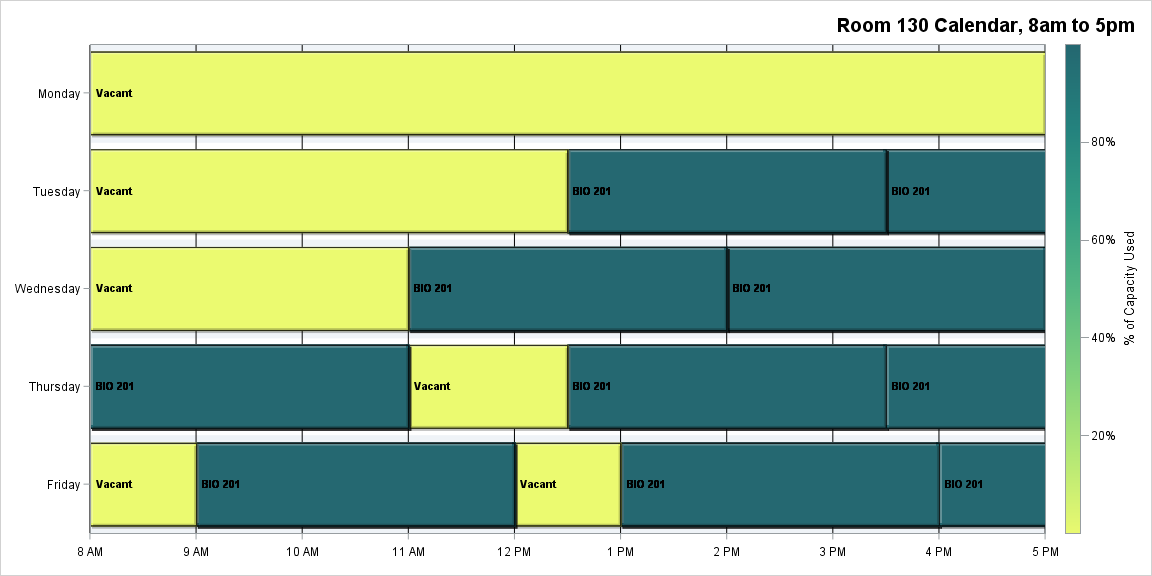 Room 130 Calendar, 8am to 5pm
Monday
Vacant
Tuesday
Vacant
BIO 201
BIO 201
Wednesday
Vacant
BIO 201
BIO 201
Thursday
BIO 201
Vacant
BIO 201
BIO 201
Friday
Vacant
BIO 201
Vacant
BIO 201
BIO 201
8 AM
9 AM
10 AM
11 AM
12 PM
1 PM
2 PM
3 PM
4 PM
5 PM
80%
60%
40%
20%
% of Capacity Used